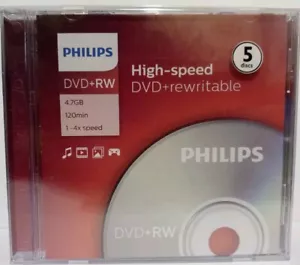 PHILIPS
DVD+RW
4.7GB
120min
1-4x speed
High-speed
DVD+rewritable
5
discs
PHILIPS
DVD+RW